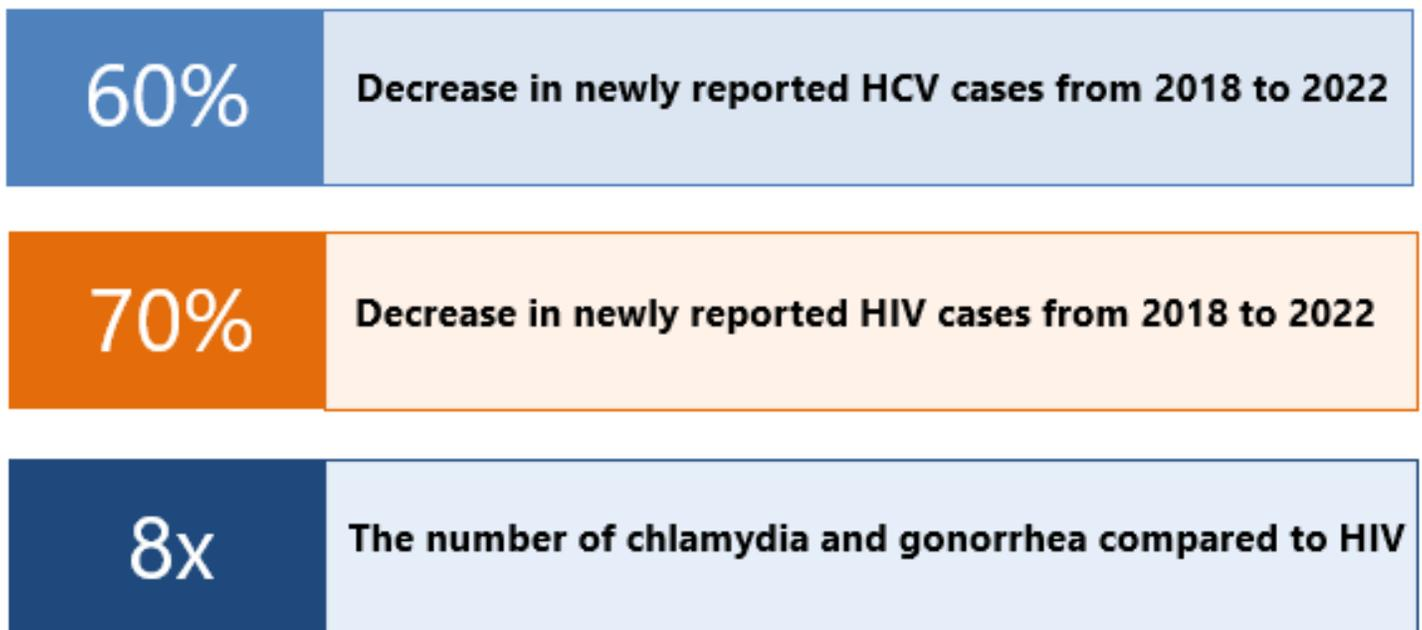 60%
Decrease in newly reported HCV cases from 2018 to 2022
70%
Decrease in newly reported HIV cases from 2018 to 2022
8x
The number of chlamydia and gonorrhea compared to HIV